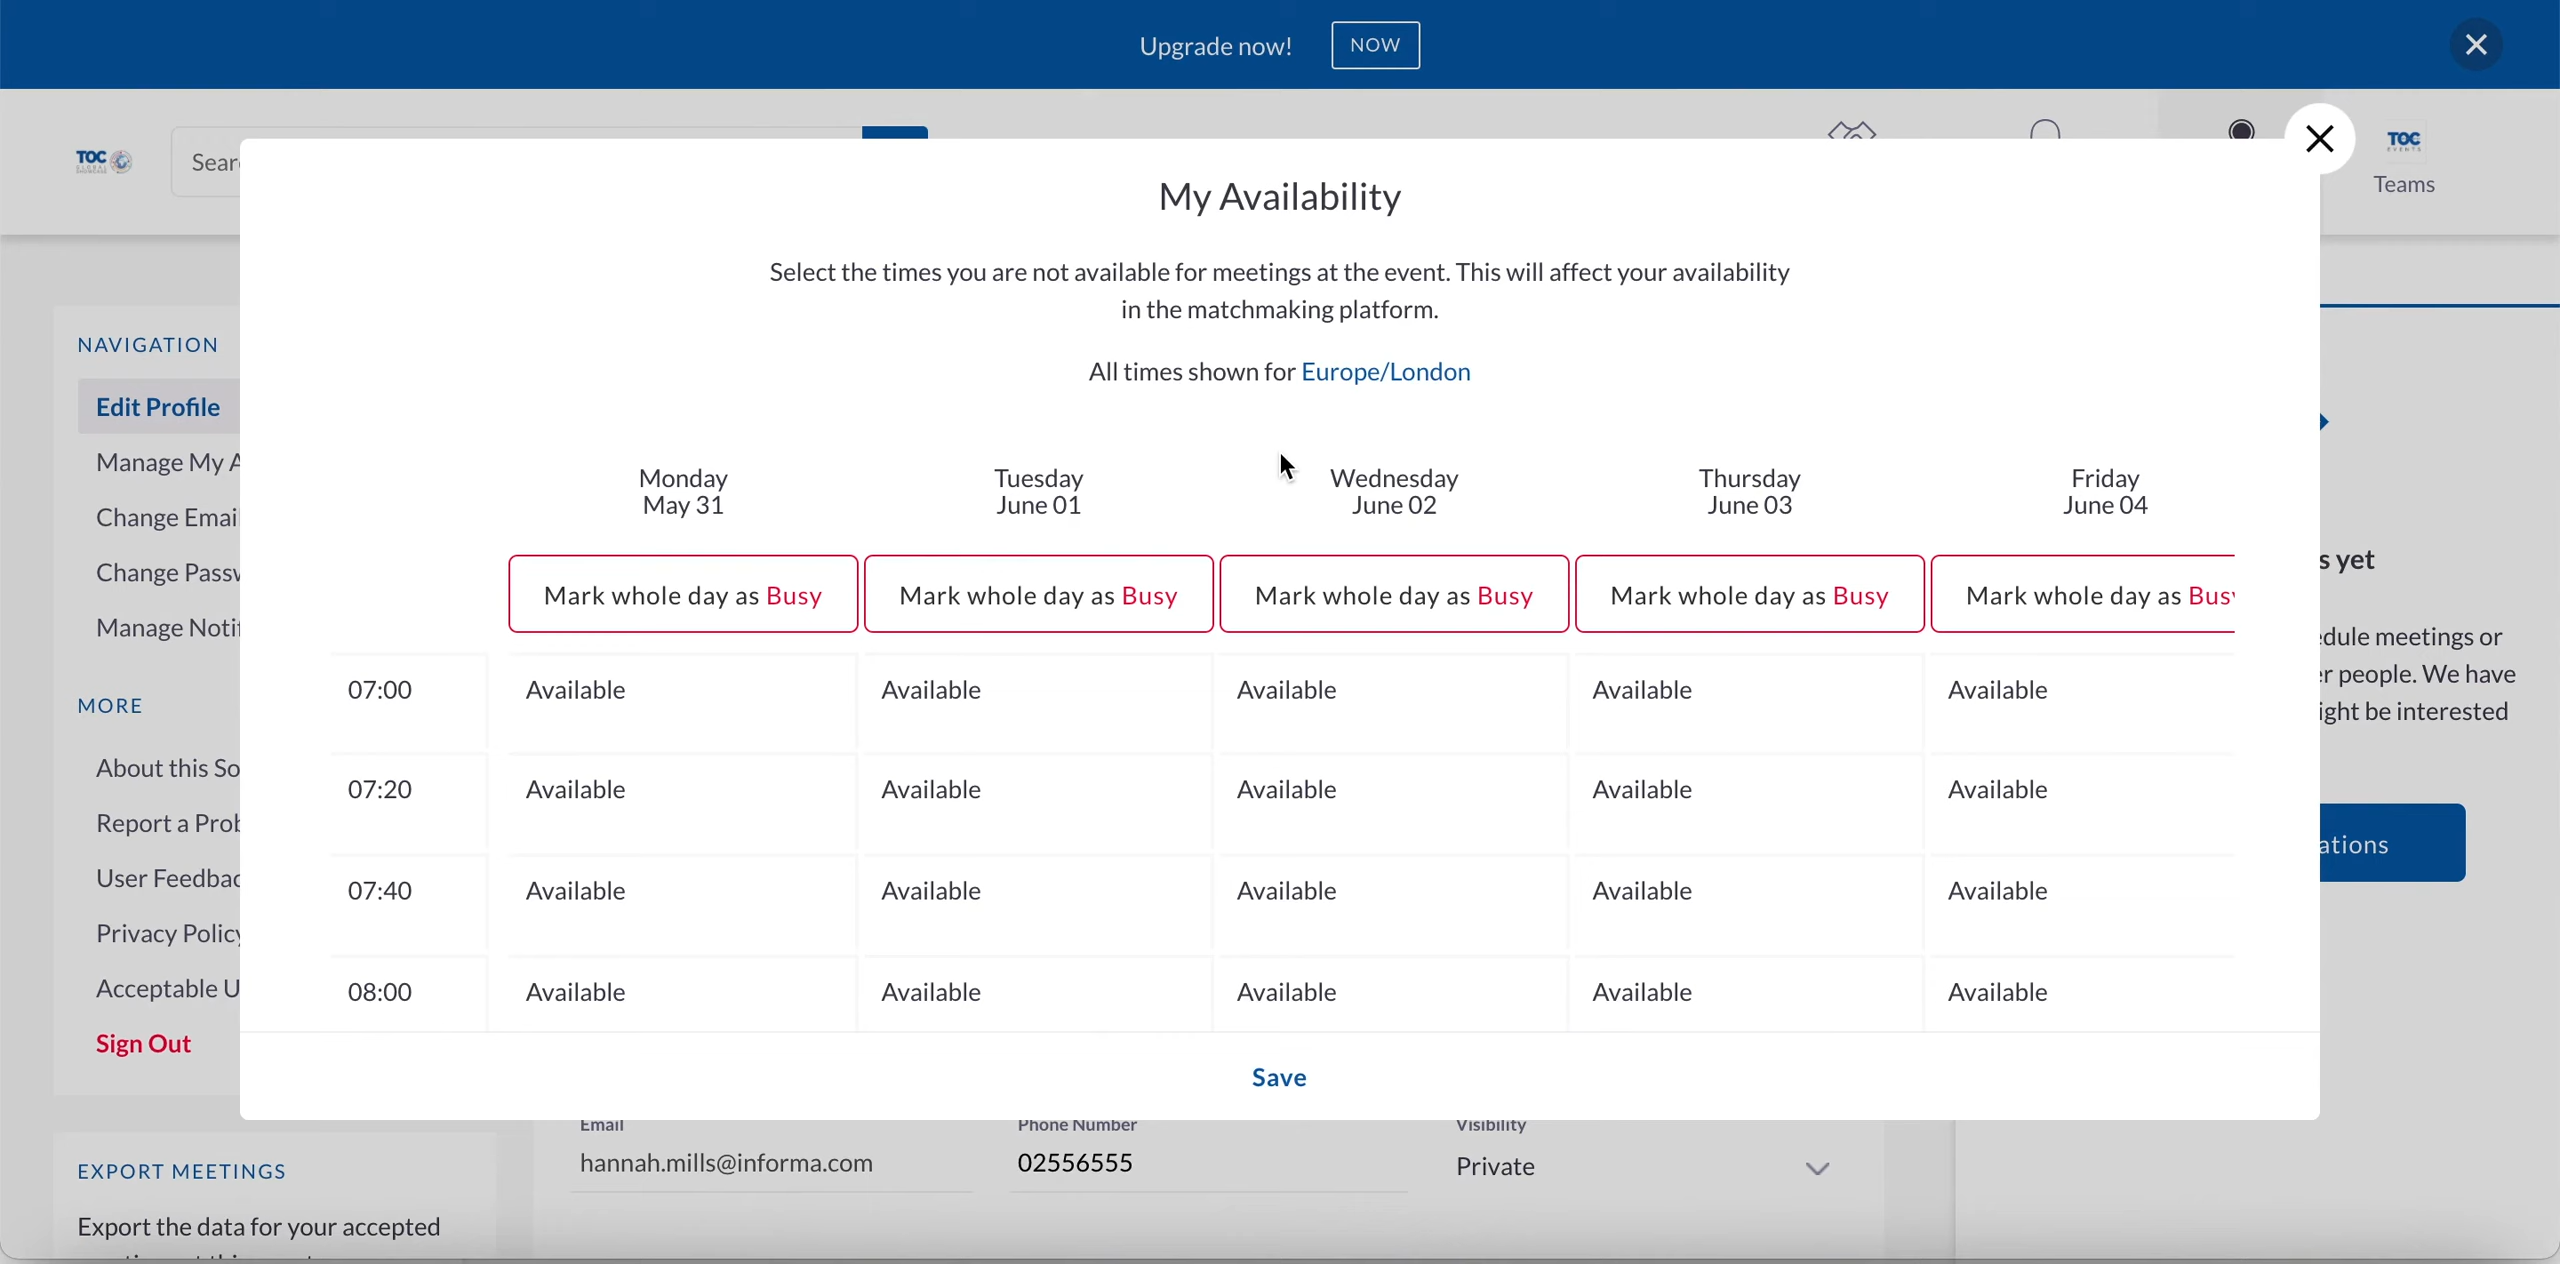 Upgrade now!
NOW
TOC
TOC
EVENTS
Teams
My Availability
Select the times you are not available for meetings at the event. This will affect your availability
in the matchmaking platform.
All times shown for Europe/London
NAVIGATION
Edit Profile
Manage My A
Change Email
Change Passw
Manage Notif
MORE
About this So
Report a Prob
User Feedbac
Privacy Policy
Acceptable U
Sign Out
EXPORT MEETINGS
Export the data for your accepted
Monday
May 31
Tuesday
June 01
Wednesday
June 02
Thursday
June 03
Friday
June 04
Mark whole day as Busy
Mark whole day as Busy
Mark whole day as Busy
Mark whole day as Busy
Mark whole day as Busy
07:00 Available Available Available Available Available
07:20 Available Available Available Available Available
07:40 Available Available Available Available Available
08:00 Available Available Available Available Available
Save
Email
hannah.mills@informa.com
Phone Number
02556555
Visibility
Private
s yet
edule meetings or
er people. We have
ight be interested
ations